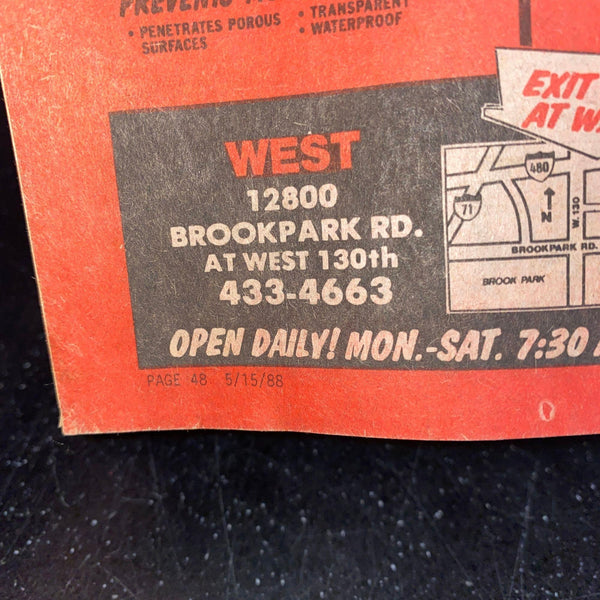 PREVENTS
• PENETRATES POROUS
SURFACES
• TRANSPARENT
• WATERPROOF
EXIT
AT W.
WEST
12800
BROOKPARK RD.
AT WEST 130th
433-4663
480
71
N
W. 130
BROOKPARK RD.
BROOK PARK
OPEN DAILY! MON.-SAT. 7:30
PAGE 48 5/15/88